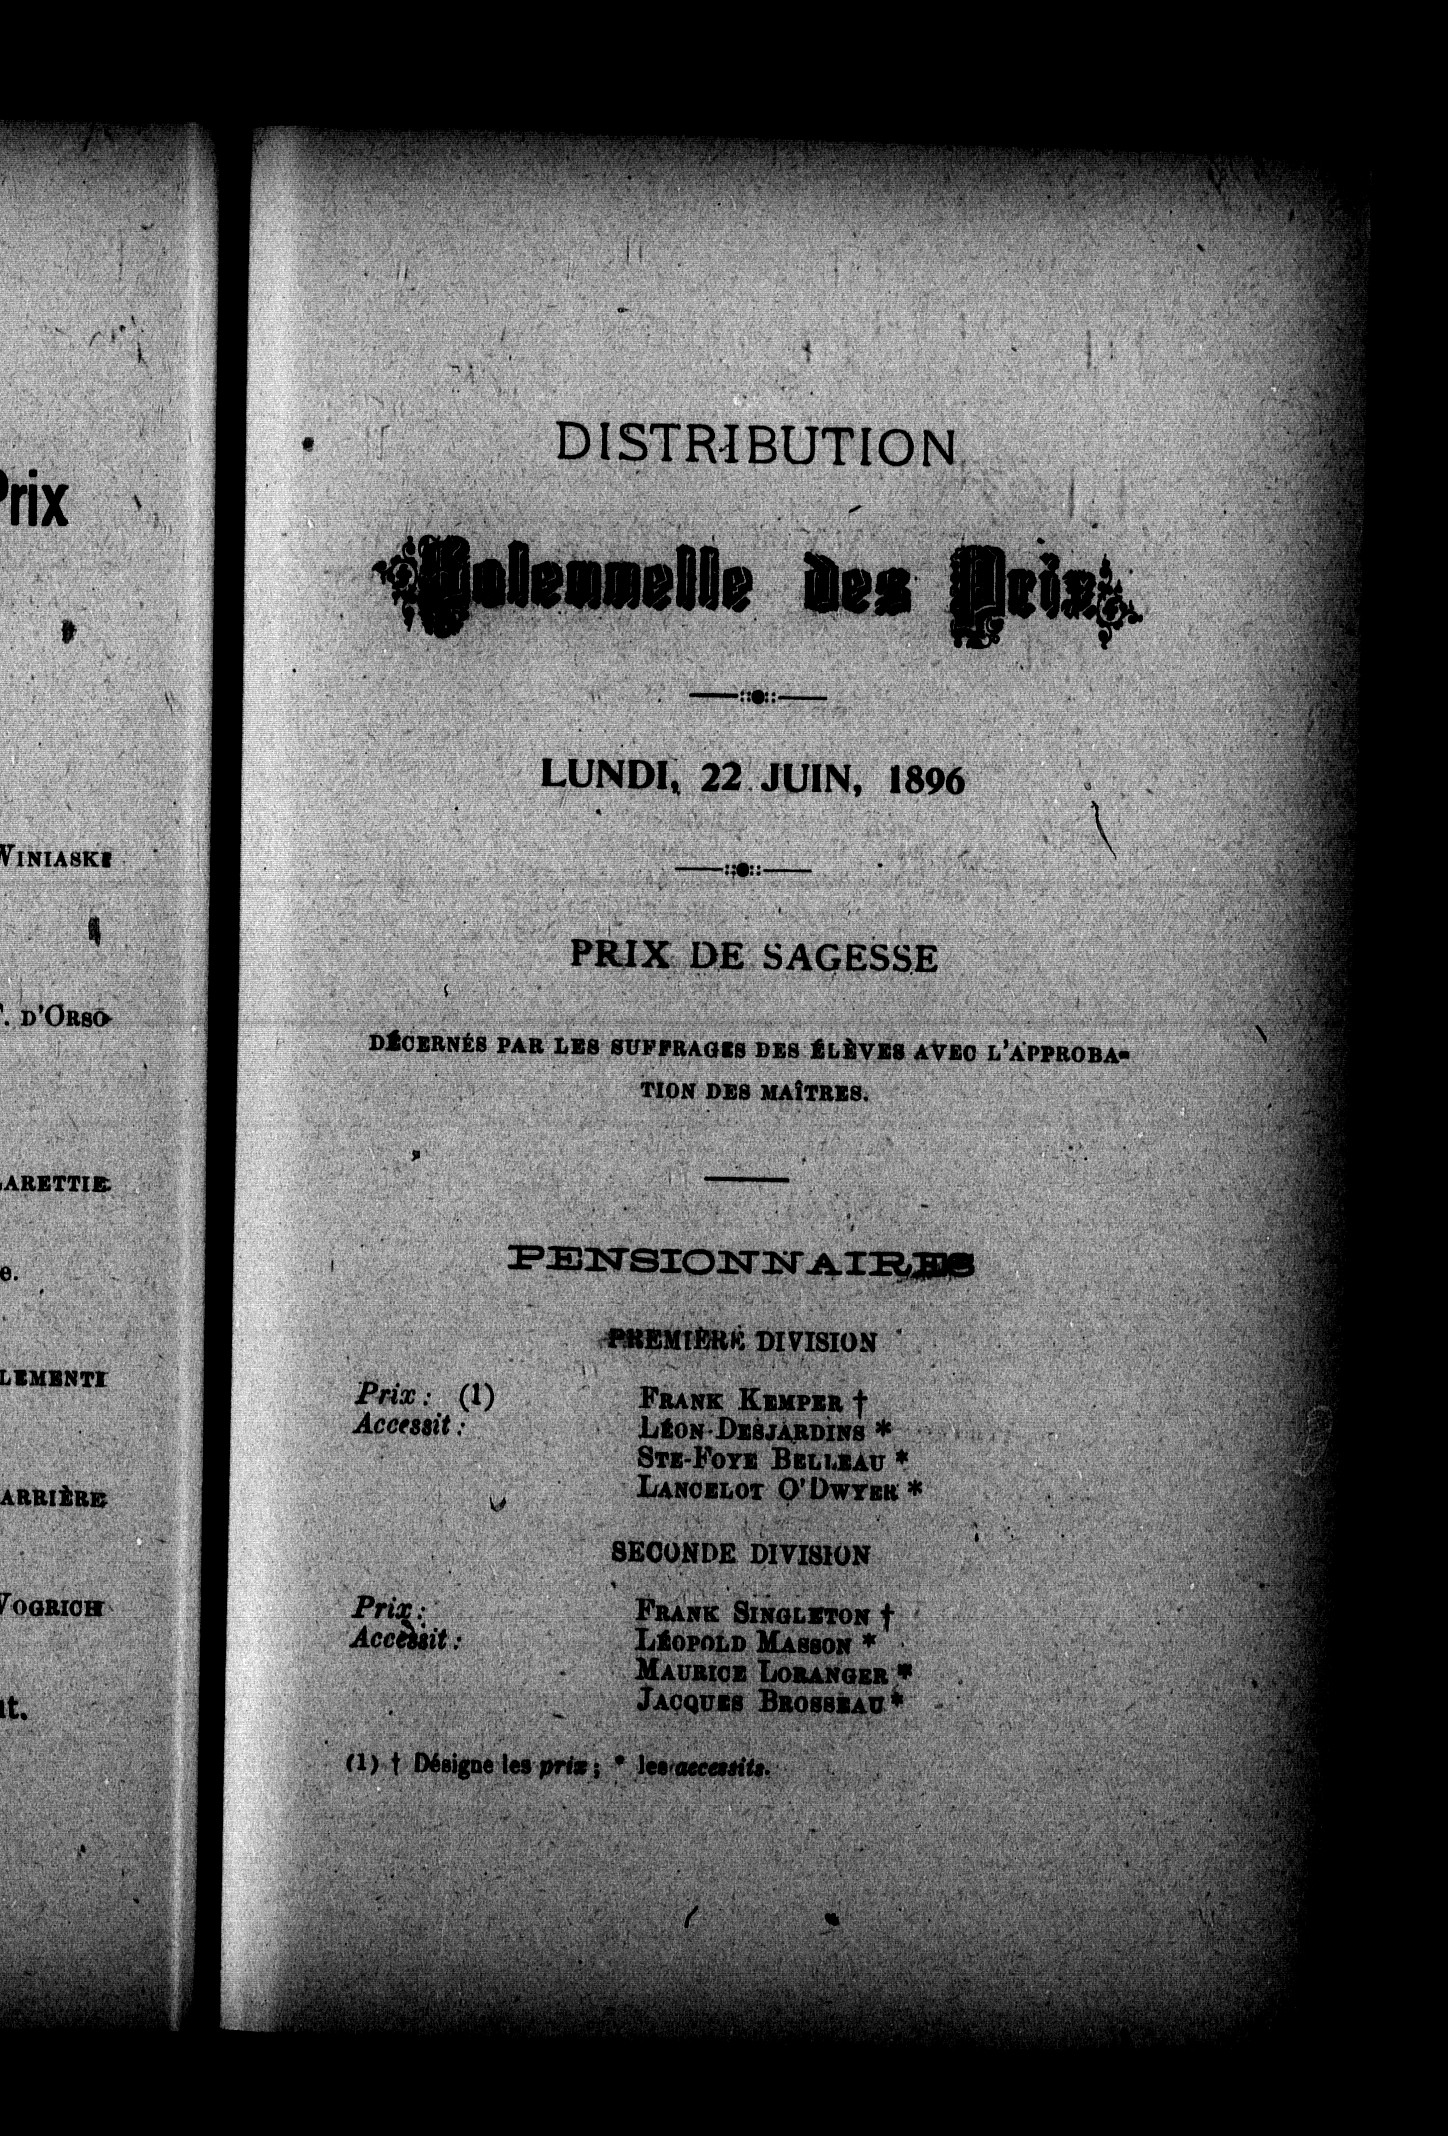 Prix
WINIASKI
T. D'ORSO
LARETTIE
e.
LEMENTI
ARRIÈRE
VOGRICH
nt.
DISTRIBUTION
Solennelle des Prix
LUNDI, 22 JUIN, 1896
PRIX DE SAGESSE
DÉCERNÉS PAR LES SUFFRAGES DES ÉLÈVES AVEC L'APPROBA-
TION DES MAÎTRES.
PENSIONNAIRES
PREMIÈRE DIVISION
Prix : (1) FRANK KEMPER †
Accessit : LÉON DESJARDINS *
STE-FOYE BELLEAU *
LANCELOT O'DWYER *
SECONDE DIVISION
Prix : FRANK SINGLETON †
Accessit : LÉOPOLD MASSON *
MAURICE LORANGER *
JACQUES BROSSEAU *
(1) † Désigne les prix ; * les accessits.